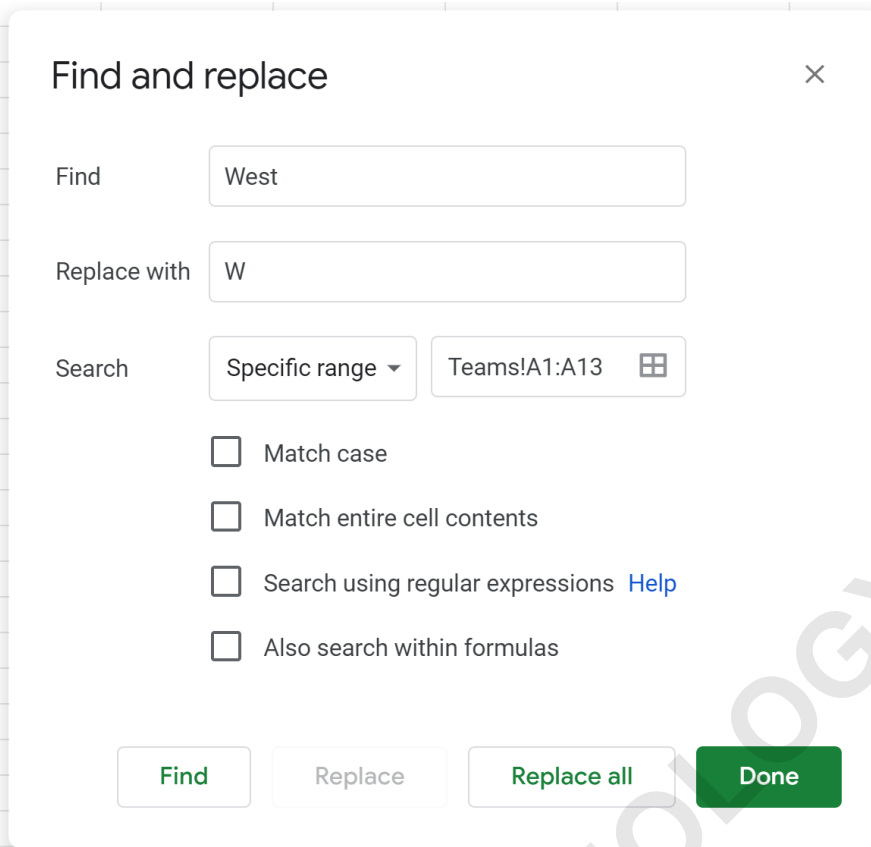 Find and replace
Find West
Replace with W
Search Specific range Teams!A1:A13
Match case
Match entire cell contents
Search using regular expressions Help
Also search within formulas
Find Replace Replace all Done